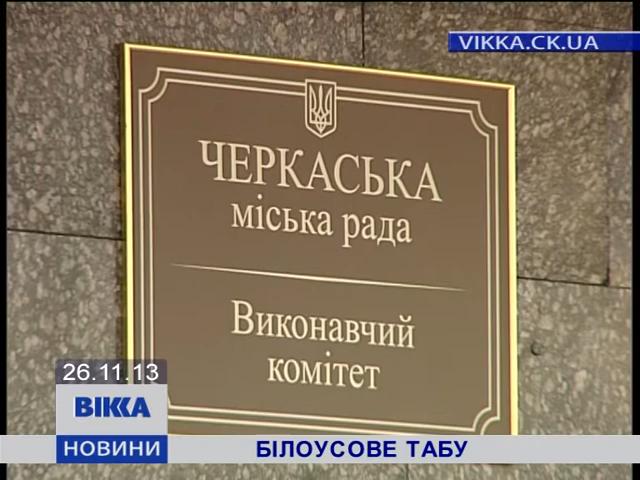 VIKKA.CK.UA
ЧЕРКАСЬКА
міська рада
Виконавчий
комітет
26.11.13
ВІККА
НОВИНИ
БІЛОУСОВЕ ТАБУ